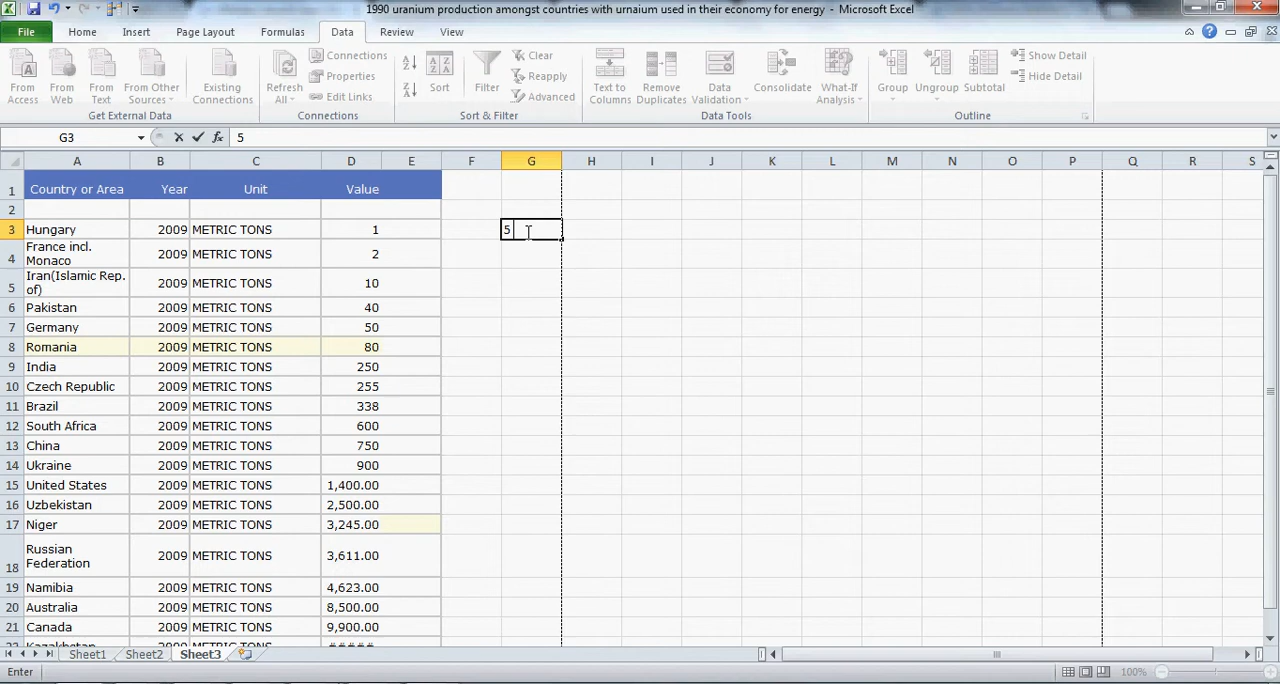 1990 uranium production amongst countries with urnaium used in their economy for energy - Microsoft Excel
File Home Insert Page Layout Formulas Data Review View
From Access
From Web
From Text
From Other Sources
Existing Connections
Get External Data
Refresh All
Connections
Properties
Edit Links
Connections
Sort
Filter
Clear
Reapply
Advanced
Sort & Filter
Text to Columns
Remove Duplicates
Data Validation
Consolidate
What-If Analysis
Data Tools
Group
Ungroup
Subtotal
Show Detail
Hide Detail
Outline
G3 fx 5
A B C D E F G H I J K L M N O P Q R S
1 Country or Area Year Unit Value
2
3 Hungary 2009 METRIC TONS 1 5
4 France incl. Monaco 2009 METRIC TONS 2
5 Iran(Islamic Rep. of) 2009 METRIC TONS 10
6 Pakistan 2009 METRIC TONS 40
7 Germany 2009 METRIC TONS 50
8 Romania 2009 METRIC TONS 80
9 India 2009 METRIC TONS 250
10 Czech Republic 2009 METRIC TONS 255
11 Brazil 2009 METRIC TONS 338
12 South Africa 2009 METRIC TONS 600
13 China 2009 METRIC TONS 750
14 Ukraine 2009 METRIC TONS 900
15 United States 2009 METRIC TONS 1,400.00
16 Uzbekistan 2009 METRIC TONS 2,500.00
17 Niger 2009 METRIC TONS 3,245.00
18 Russian Federation 2009 METRIC TONS 3,611.00
19 Namibia 2009 METRIC TONS 4,623.00
20 Australia 2009 METRIC TONS 8,500.00
21 Canada 2009 METRIC TONS 9,900.00
Sheet1 Sheet2 Sheet3
Enter 100%